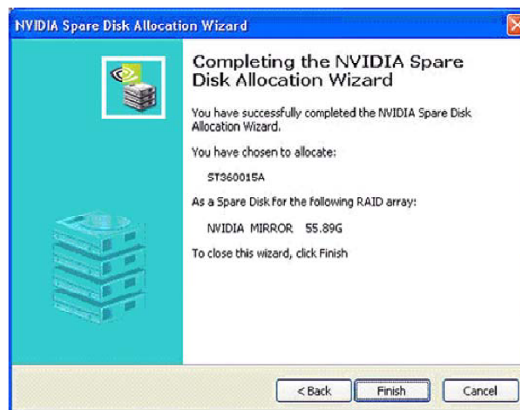 NVIDIA Spare Disk Allocation Wizard
Completing the NVIDIA Spare
Disk Allocation Wizard
You have successfully completed the NVIDIA Spare Disk
Allocation Wizard.
You have chosen to allocate:
ST360015A
As a Spare Disk for the following RAID array:
NVIDIA MIRROR 55.89G
To close this wizard, click Finish
< Back
Finish
Cancel